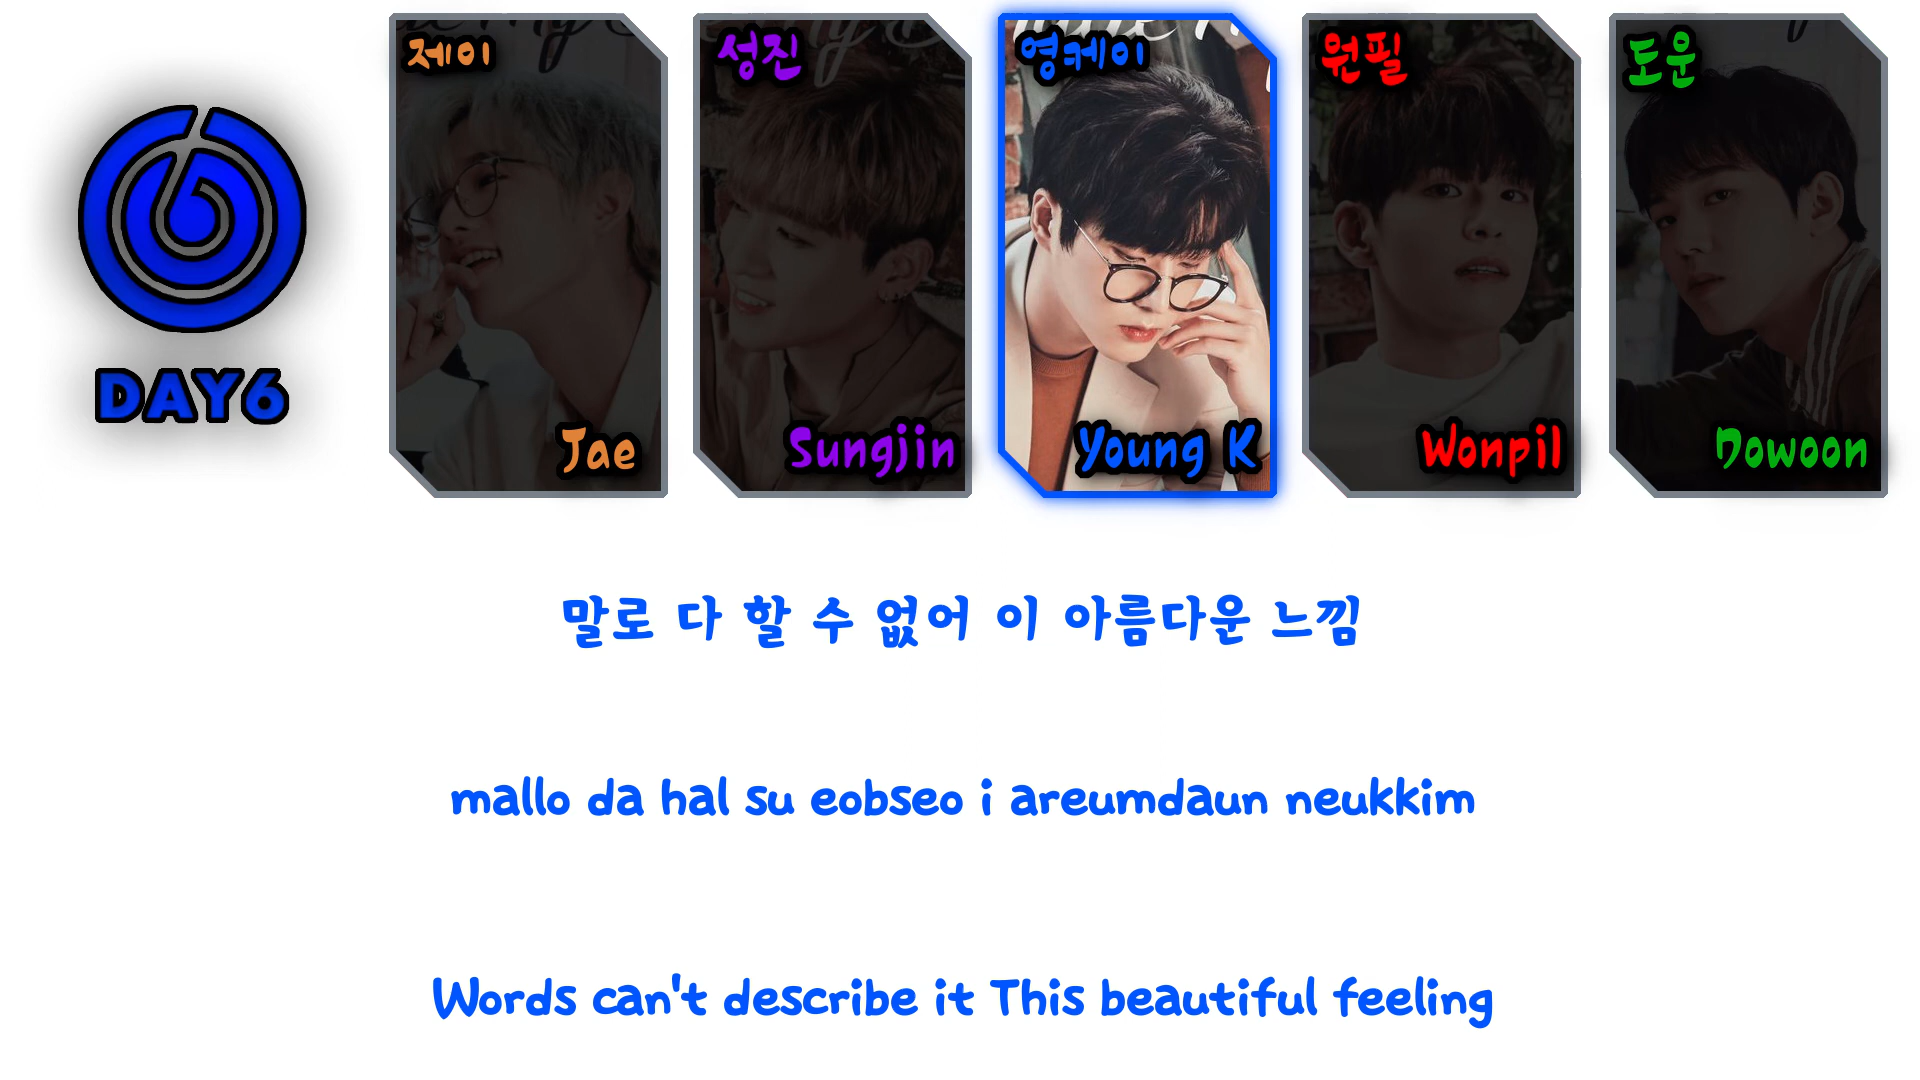 제이
성진
영케이
원필
도운
DAY6
Jae
Sungjin
Young K
Wonpil
Dowoon
말로 다 할 수 없어 이 아름다운 느낌
mallo da hal su eobseo i areumdaun neukkim
Words can't describe it This beautiful feeling